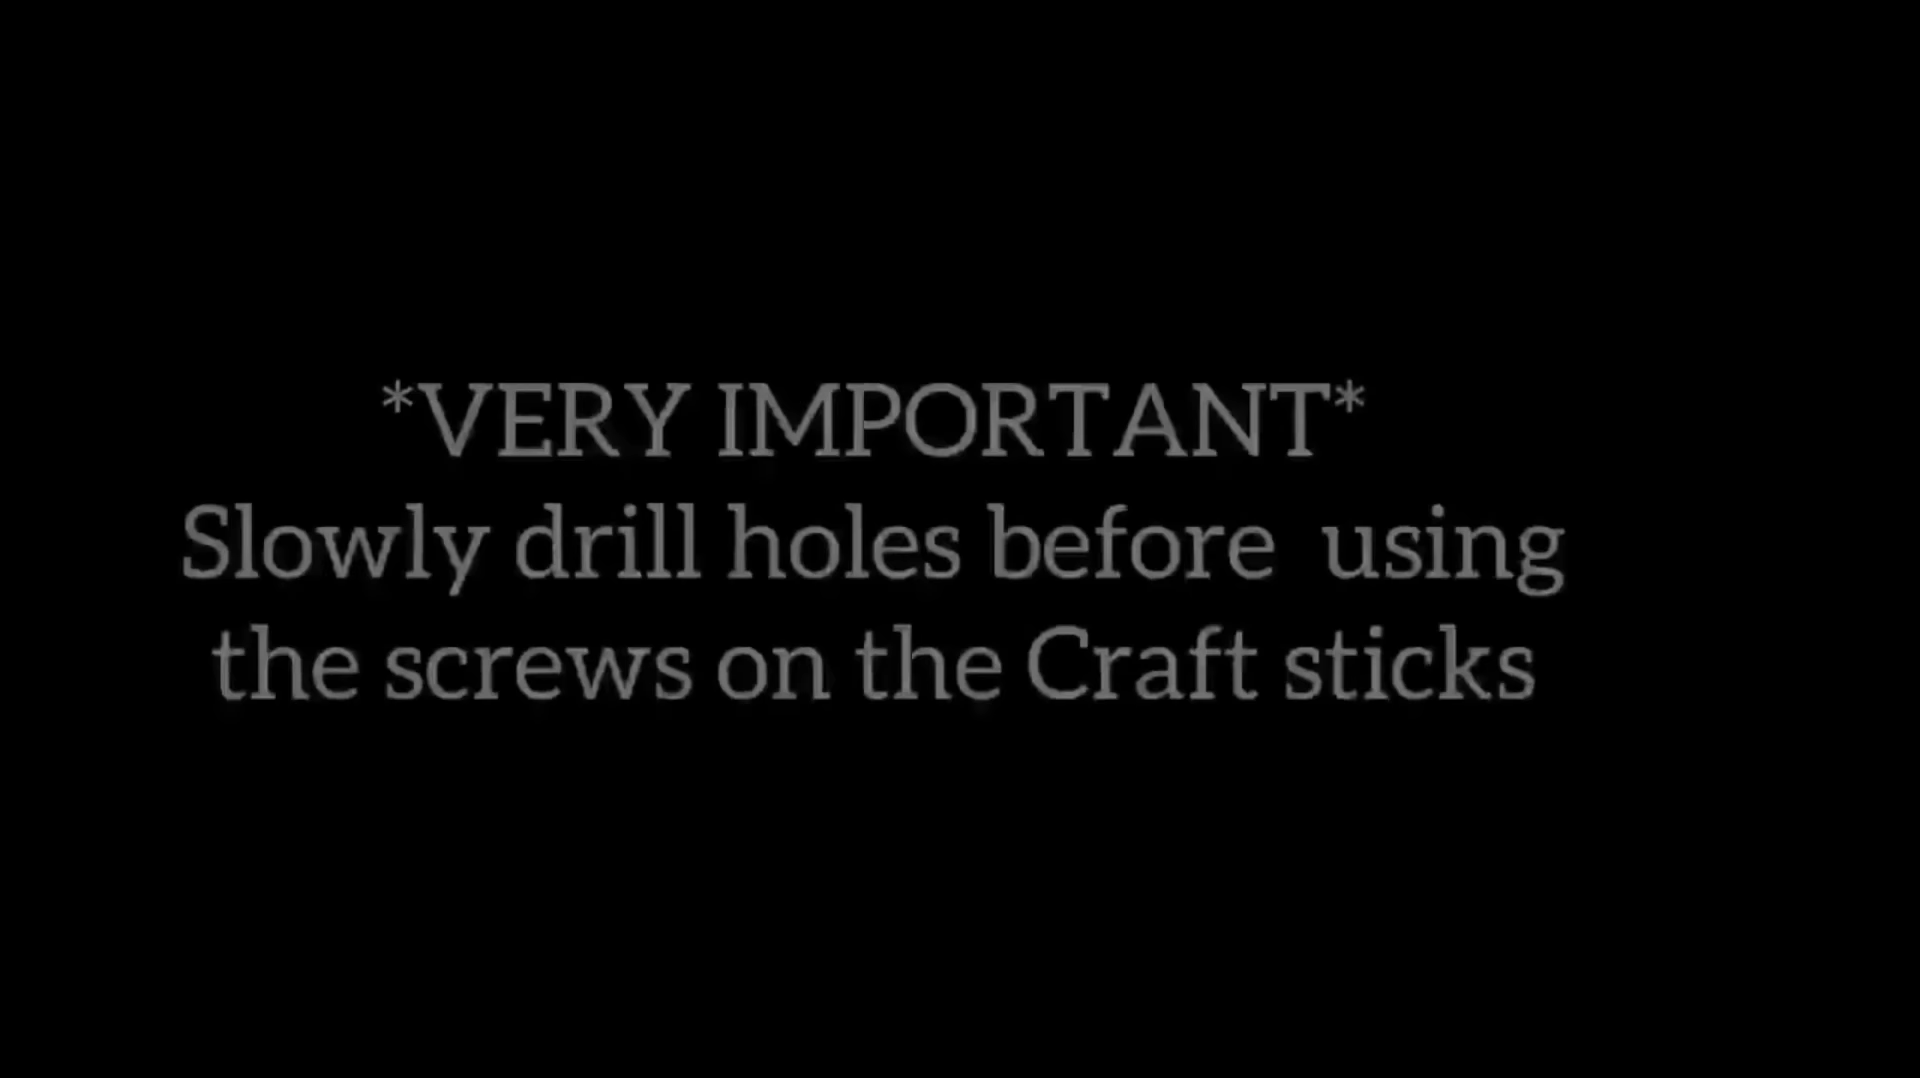 *VERY IMPORTANT*
Slowly drill holes before  using
the screws on the Craft sticks